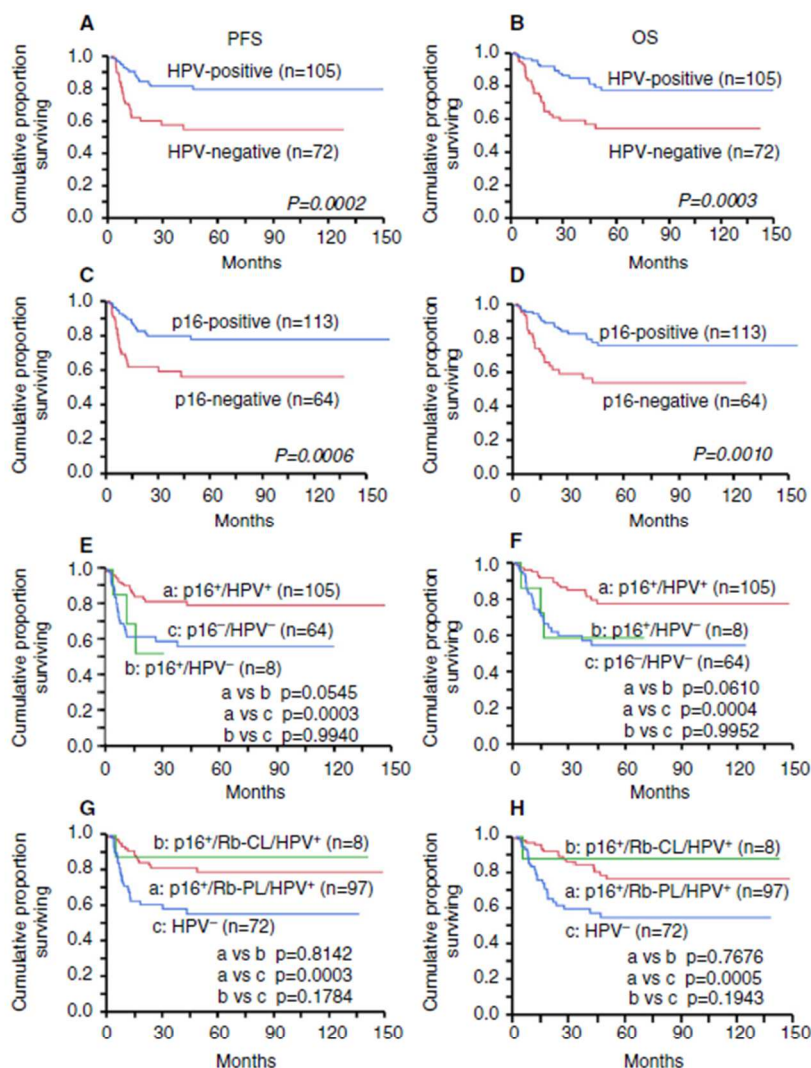 A
PFS
Cumulative proportion
surviving
1.0
0.8
0.6
0.4
0.2
0.0
HPV-positive (n=105)
HPV-negative (n=72)
P=0.0002
0 30 60 90 120 150
Months
B
OS
Cumulative proportion
surviving
1.0
0.8
0.6
0.4
0.2
0.0
HPV-positive (n=105)
HPV-negative (n=72)
P=0.0003
0 30 60 90 120 150
Months
C
Cumulative proportion
surviving
1.0
0.8
0.6
0.4
0.2
0.0
p16-positive (n=113)
p16-negative (n=64)
P=0.0006
0 30 60 90 120 150
Months
D
Cumulative proportion
surviving
1.0
0.8
0.6
0.4
0.2
0.0
p16-positive (n=113)
p16-negative (n=64)
P=0.0010
0 30 60 90 120 150
Months
E
Cumulative proportion
surviving
1.0
0.8
0.6
0.4
0.2
0.0
a: p16⁺/HPV⁺ (n=105)
c: p16⁻/HPV⁻ (n=64)
b: p16⁺/HPV⁻ (n=8)
a vs b p=0.0545
a vs c p=0.0003
b vs c p=0.9940
0 30 60 90 120 150
Months
F
Cumulative proportion
surviving
1.0
0.8
0.6
0.4
0.2
0.0
a: p16⁺/HPV⁺ (n=105)
b: p16⁺/HPV⁻ (n=8)
c: p16⁻/HPV⁻ (n=64)
a vs b p=0.0610
a vs c p=0.0004
b vs c p=0.9952
0 30 60 90 120 150
Months
G
Cumulative proportion
surviving
1.0
0.8
0.6
0.4
0.2
0.0
b: p16⁺/Rb-CL/HPV⁺ (n=8)
a: p16⁺/Rb-PL/HPV⁺ (n=97)
c: HPV⁻ (n=72)
a vs b p=0.8142
a vs c p=0.0003
b vs c p=0.1784
0 30 60 90 120 150
Months
H
Cumulative proportion
surviving
1.0
0.8
0.6
0.4
0.2
0.0
b: p16⁺/Rb-CL/HPV⁺ (n=8)
a: p16⁺/Rb-PL/HPV⁺ (n=97)
c: HPV⁻ (n=72)
a vs b p=0.7676
a vs c p=0.0005
b vs c p=0.1943
0 30 60 90 120 150
Months